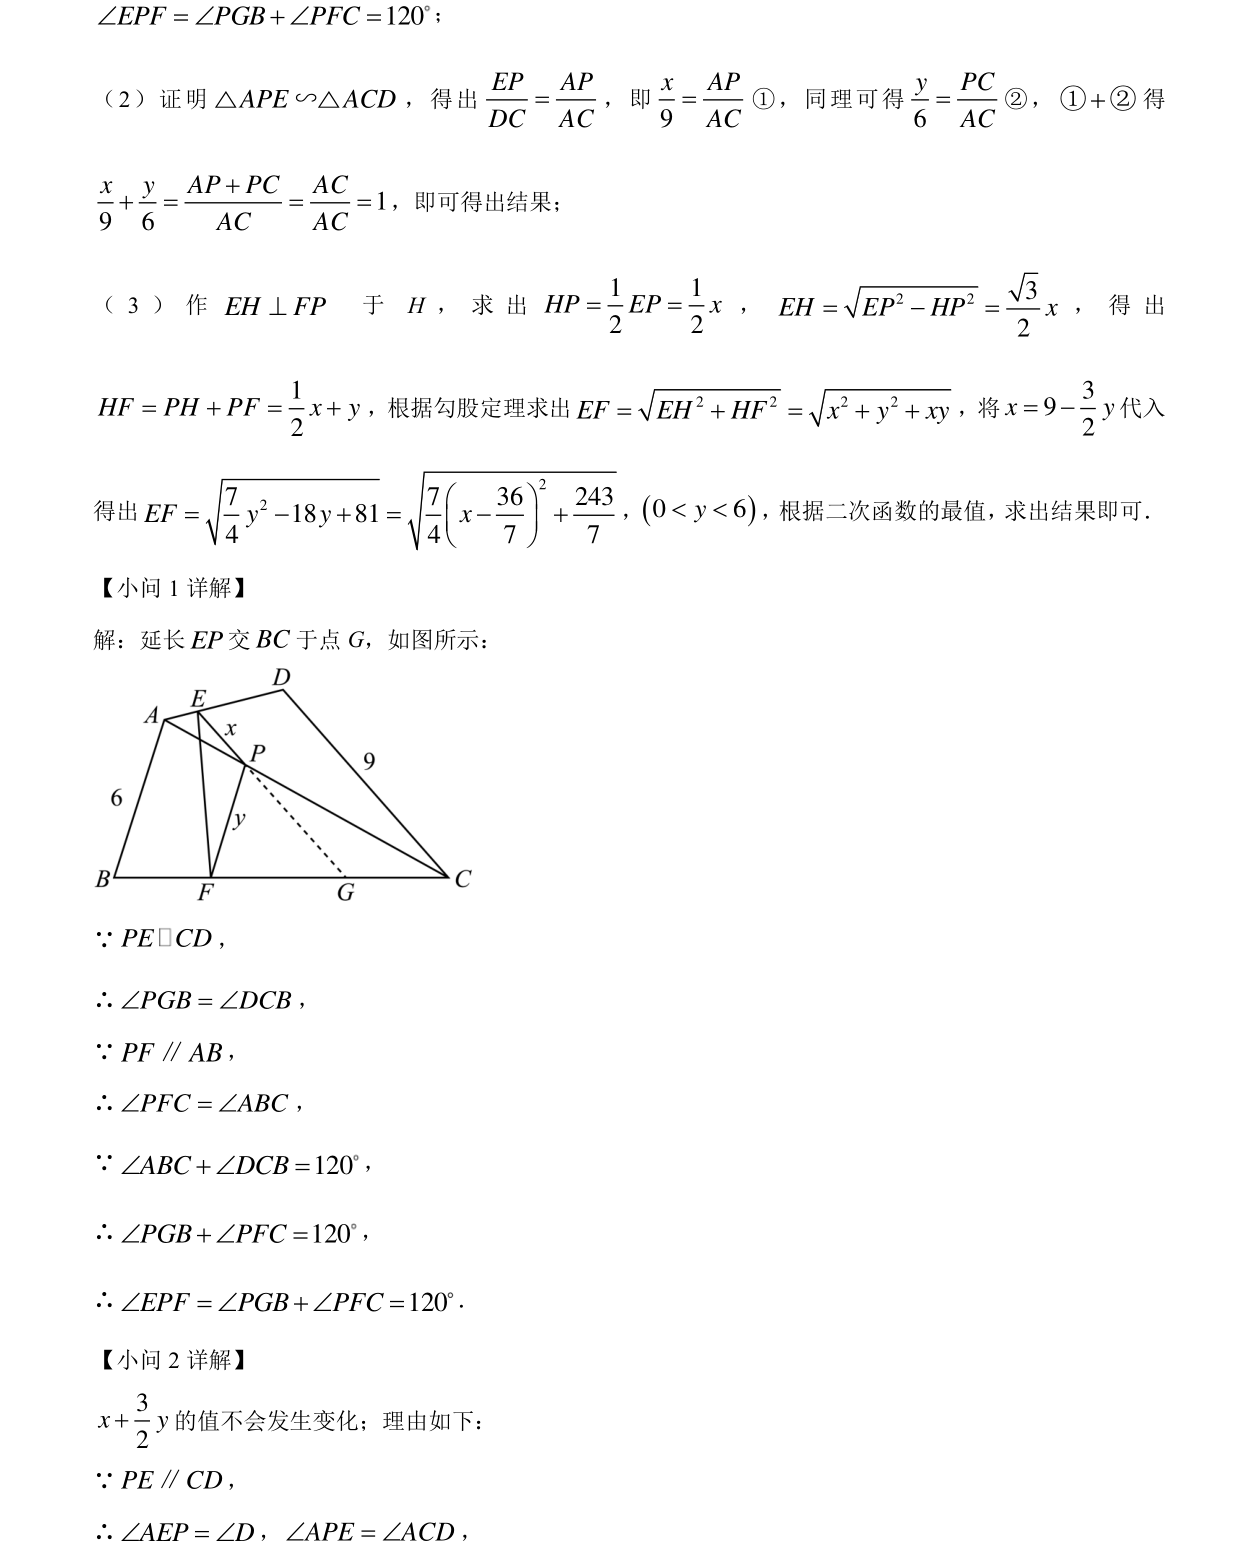 ∠EPF = ∠PGB + ∠PFC = 120°;
（2）证明 △APE∽△ACD，得出 EP/DC = AP/AC，即 x/9 = AP/AC ①，同理可得 y/6 = PC/AC ②，①+② 得
x/9 + y/6 = (AP + PC)/AC = AC/AC = 1，即可得出结果；
（3）作 EH ⊥ FP 于 H，求出 HP = 1/2 EP = 1/2 x，EH = √(EP² − HP²) = √3/2 x，得出
HF = PH + PF = 1/2 x + y，根据勾股定理求出 EF = √(EH² + HF²) = √(x² + y² + xy)，将 x = 9 − 3/2 y 代入
得出 EF = √(7/4 y² − 18y + 81) = √(7/4 (x − 36/7)² + 243/7)，(0 < y < 6)，根据二次函数的最值，求出结果即可．
【小问 1 详解】
解：延长 EP 交 BC 于点 G，如图所示：
D
E
A
x
P
9
6
y
B
F
G
C
∵ PE□CD，
∴ ∠PGB = ∠DCB，
∵ PF∥AB，
∴ ∠PFC = ∠ABC，
∵ ∠ABC + ∠DCB = 120°，
∴ ∠PGB + ∠PFC = 120°，
∴ ∠EPF = ∠PGB + ∠PFC = 120°．
【小问 2 详解】
x + 3/2 y 的值不会发生变化；理由如下：
∵ PE∥CD，
∴ ∠AEP = ∠D，∠APE = ∠ACD，